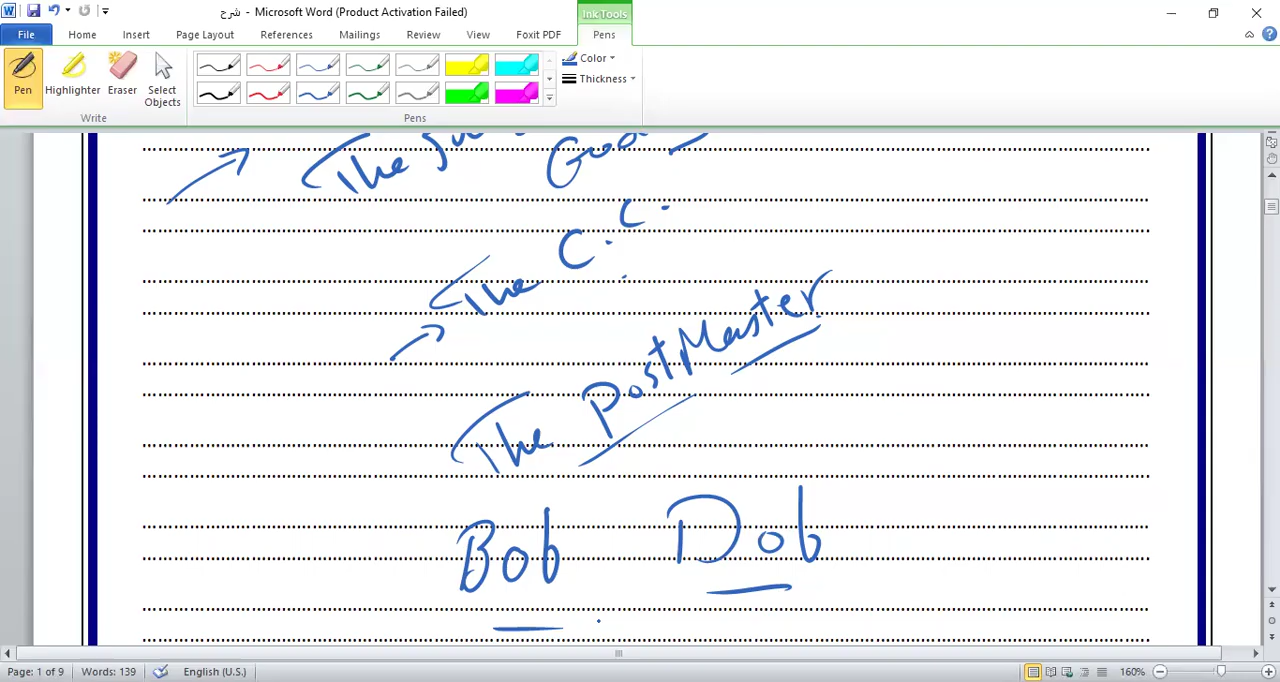 شرح - Microsoft Word (Product Activation Failed)
Ink Tools
File Home Insert Page Layout References Mailings Review View Foxit PDF Pens
Pen Highlighter Eraser Select Objects
Color
Thickness
Write Pens
The
Good
The C.C.
The PostMaster
Bob Dob
Page: 1 of 9 Words: 139 English (U.S.) 160%